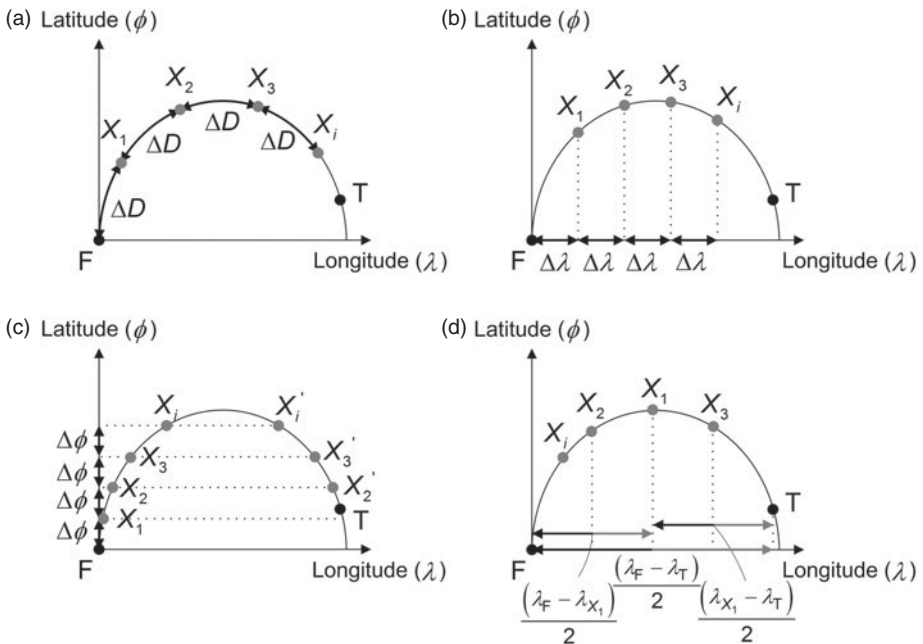 (a) Latitude (ϕ)
X₂
X₃
X₁
Xᵢ
ΔD
ΔD
ΔD
ΔD
T
F
Longitude (λ)
(b) Latitude (ϕ)
X₁
X₂
X₃
Xᵢ
T
F
Δλ Δλ Δλ Δλ
Longitude (λ)
(c) Latitude (ϕ)
Xᵢ
Xᵢ'
X₃
X₃'
X₂
X₂'
X₁
T
Δϕ
Δϕ
Δϕ
Δϕ
F
Longitude (λ)
(d) Latitude (ϕ)
X₁
X₂
X₃
Xᵢ
T
F
Longitude (λ)
(λF − λX₁)/2
(λF − λT)/2
(λX₁ − λT)/2